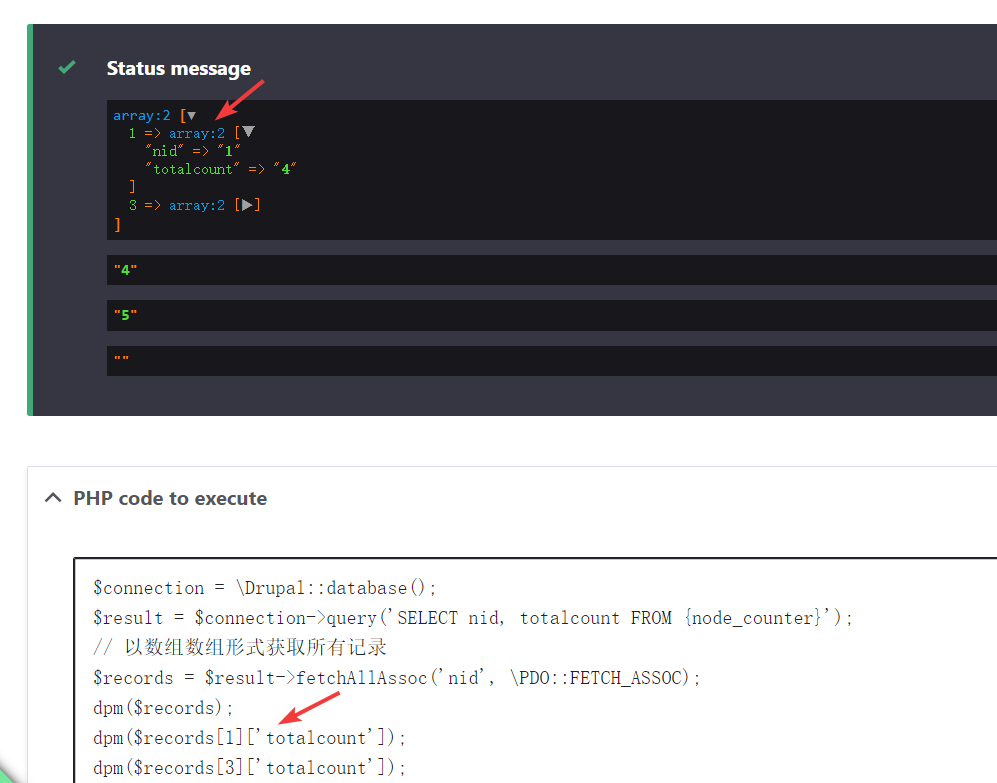 Status message
array:2 [▼
1 => array:2 [▼
"nid" => "1"
"totalcount" => "4"
]
3 => array:2 [▶]
]
"4"
"5"
""
PHP code to execute
$connection = \Drupal::database();
$result = $connection->query('SELECT nid, totalcount FROM {node_counter}');
// 以数组数组形式获取所有记录
$records = $result->fetchAllAssoc('nid', \PDO::FETCH_ASSOC);
dpm($records);
dpm($records[1]['totalcount']);
dpm($records[3]['totalcount']);